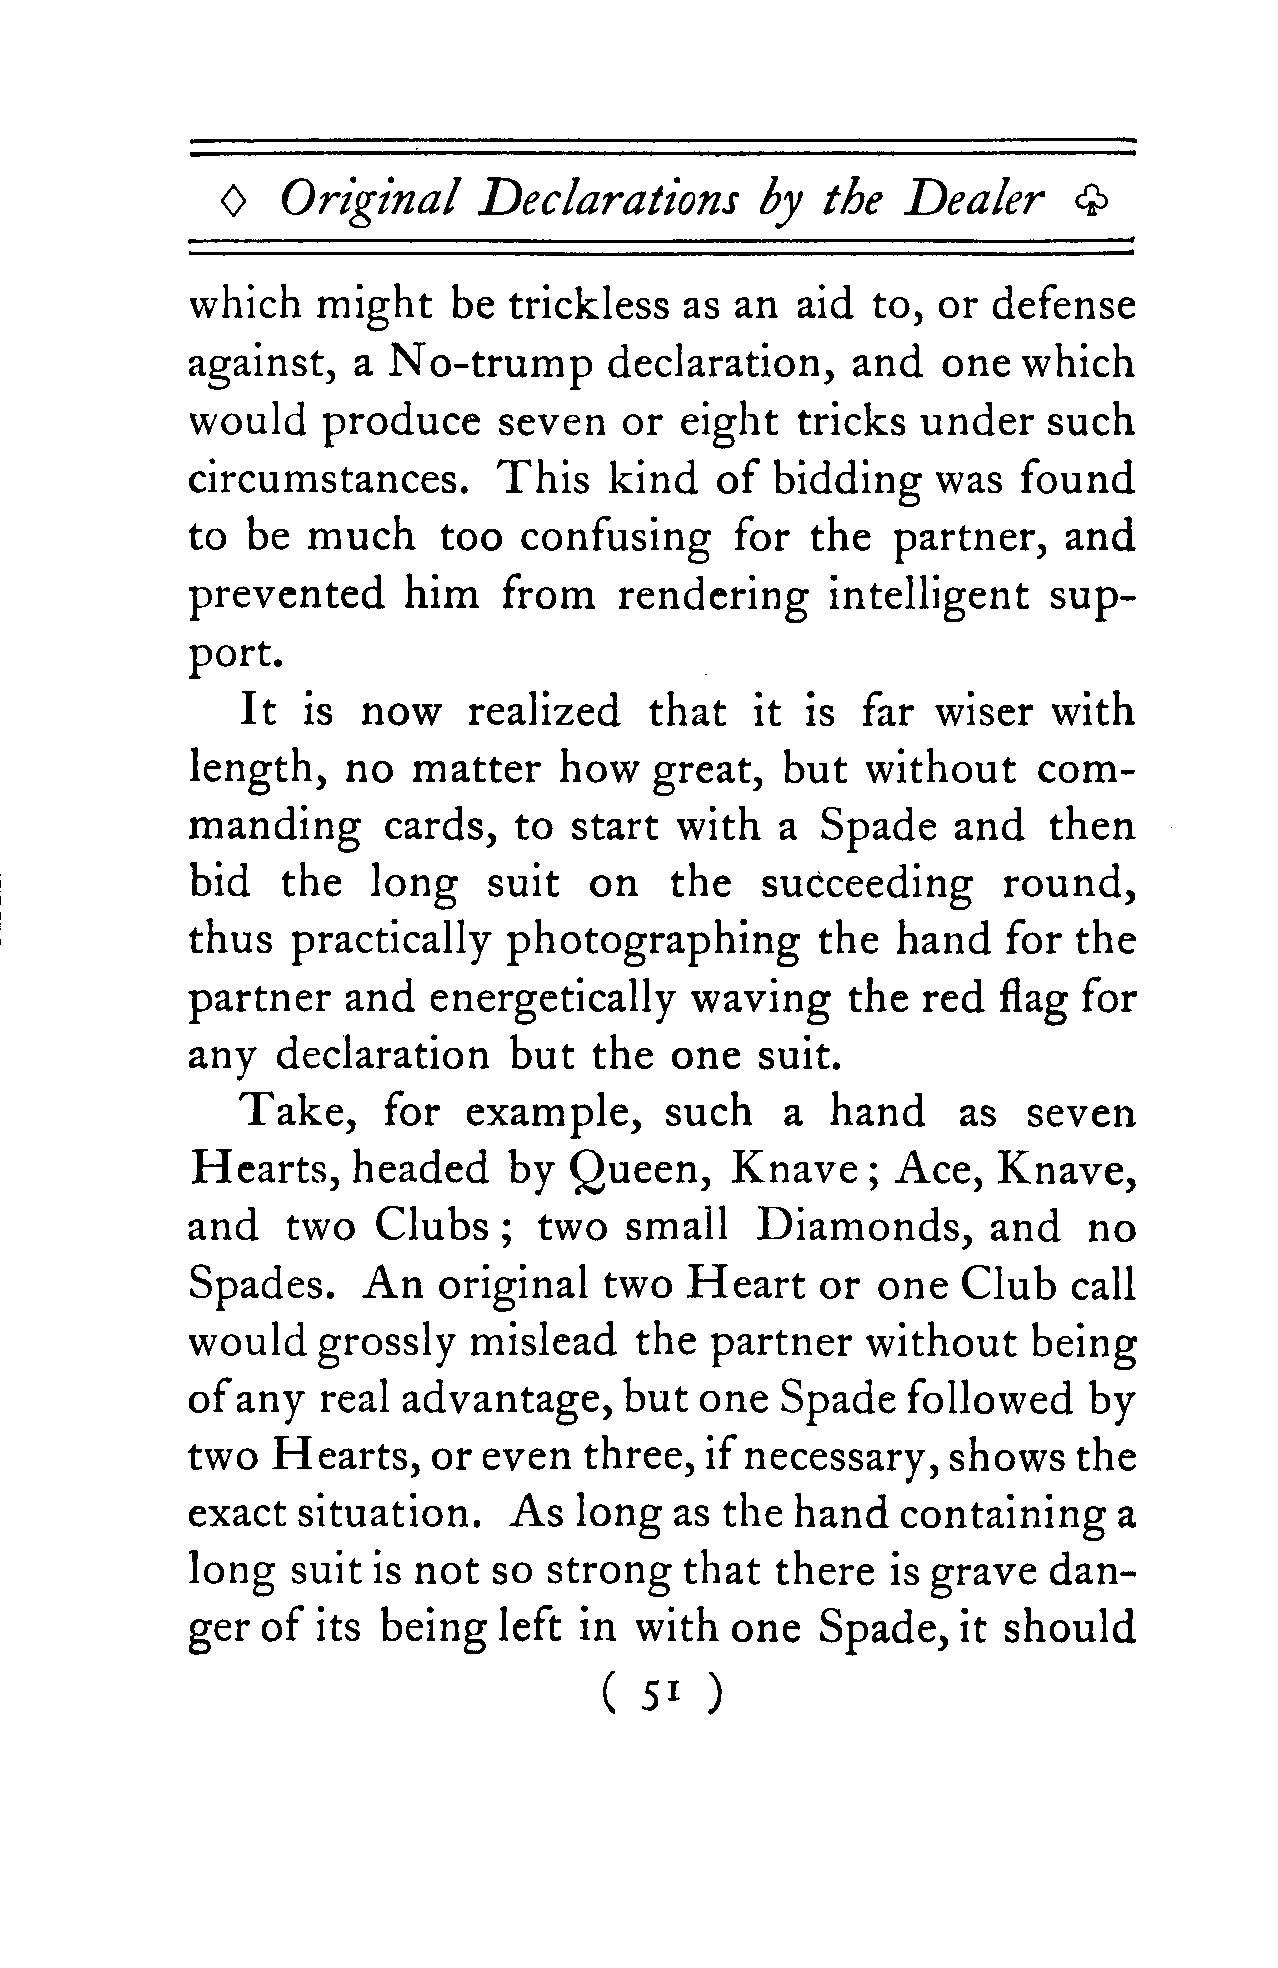 ◊ Original Declarations by the Dealer ♧
which might be trickless as an aid to, or defense
against, a No-trump declaration, and one which
would produce seven or eight tricks under such
circumstances. This kind of bidding was found
to be much too confusing for the partner, and
prevented him from rendering intelligent sup-
port.
It is now realized that it is far wiser with
length, no matter how great, but without com-
manding cards, to start with a Spade and then
bid the long suit on the succeeding round,
thus practically photographing the hand for the
partner and energetically waving the red flag for
any declaration but the one suit.
Take, for example, such a hand as seven
Hearts, headed by Queen, Knave; Ace, Knave,
and two Clubs; two small Diamonds, and no
Spades. An original two Heart or one Club call
would grossly mislead the partner without being
of any real advantage, but one Spade followed by
two Hearts, or even three, if necessary, shows the
exact situation. As long as the hand containing a
long suit is not so strong that there is grave dan-
ger of its being left in with one Spade, it should
( 51 )